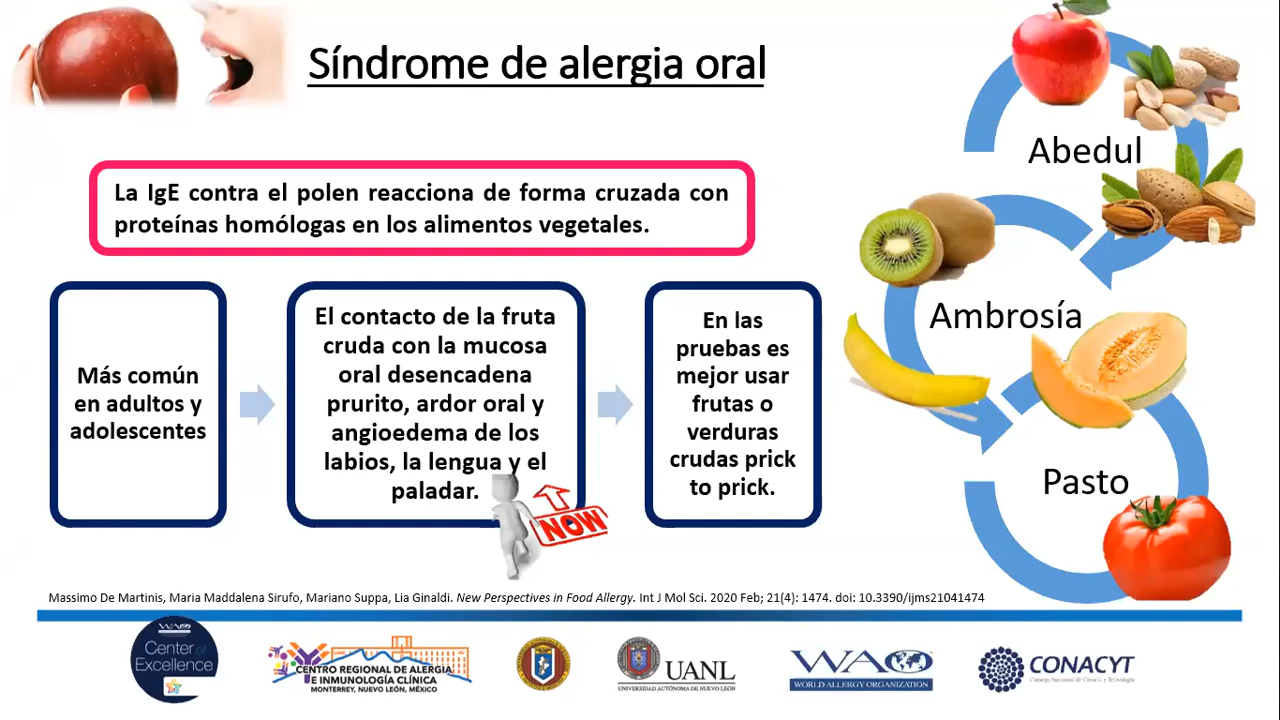 Síndrome de alergia oral
La IgE contra el polen reacciona de forma cruzada con
proteínas homólogas en los alimentos vegetales.
Más común
en adultos y
adolescentes
El contacto de la fruta
cruda con la mucosa
oral desencadena
prurito, ardor oral y
angioedema de los
labios, la lengua y el
paladar.
NOW
En las
pruebas es
mejor usar
frutas o
verduras
crudas prick
to prick.
Abedul
Ambrosía
Pasto
Massimo De Martinis, Maria Maddalena Sirufo, Mariano Suppa, Lia Ginaldi. New Perspectives in Food Allergy. Int J Mol Sci. 2020 Feb; 21(4): 1474. doi: 10.3390/ijms21041474
WAO
Center of
Excellence
CENTRO REGIONAL DE ALERGIA
E INMUNOLOGÍA CLÍNICA
MONTERREY, NUEVO LEÓN, MÉXICO
UANL
UNIVERSIDAD AUTÓNOMA DE NUEVO LEÓN
WAO
WORLD ALLERGY ORGANIZATION
CONACYT
Consejo Nacional de Ciencia y Tecnología